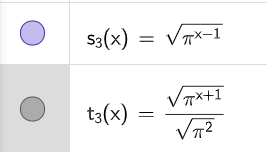 s₃(x) = √(π^(x−1))
t₃(x) = √(π^(x+1)) / √(π²)